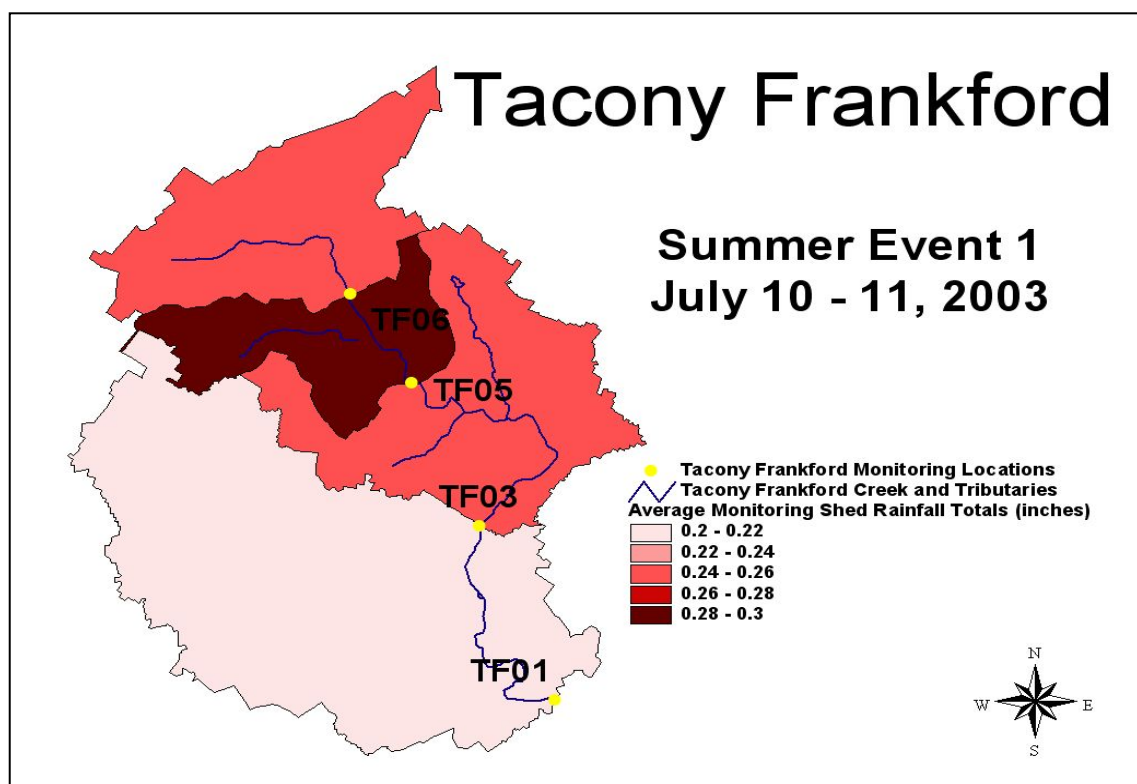 Tacony Frankford
Summer Event 1
July 10 - 11, 2003
TF06
TF05
TF03
TF01
Tacony Frankford Monitoring Locations
Tacony Frankford Creek and Tributaries
Average Monitoring Shed Rainfall Totals (inches)
0.2 - 0.22
0.22 - 0.24
0.24 - 0.26
0.26 - 0.28
0.28 - 0.3
N
W
E
S